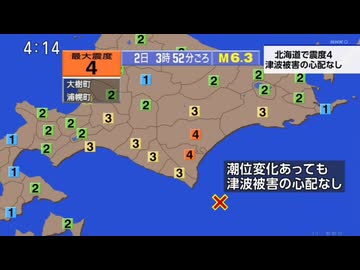 4:14
最大震度
4
大樹町
浦幌町
2日 3時52分ごろ
M6.3
北海道で震度4
津波被害の心配なし
潮位変化あっても
津波被害の心配なし